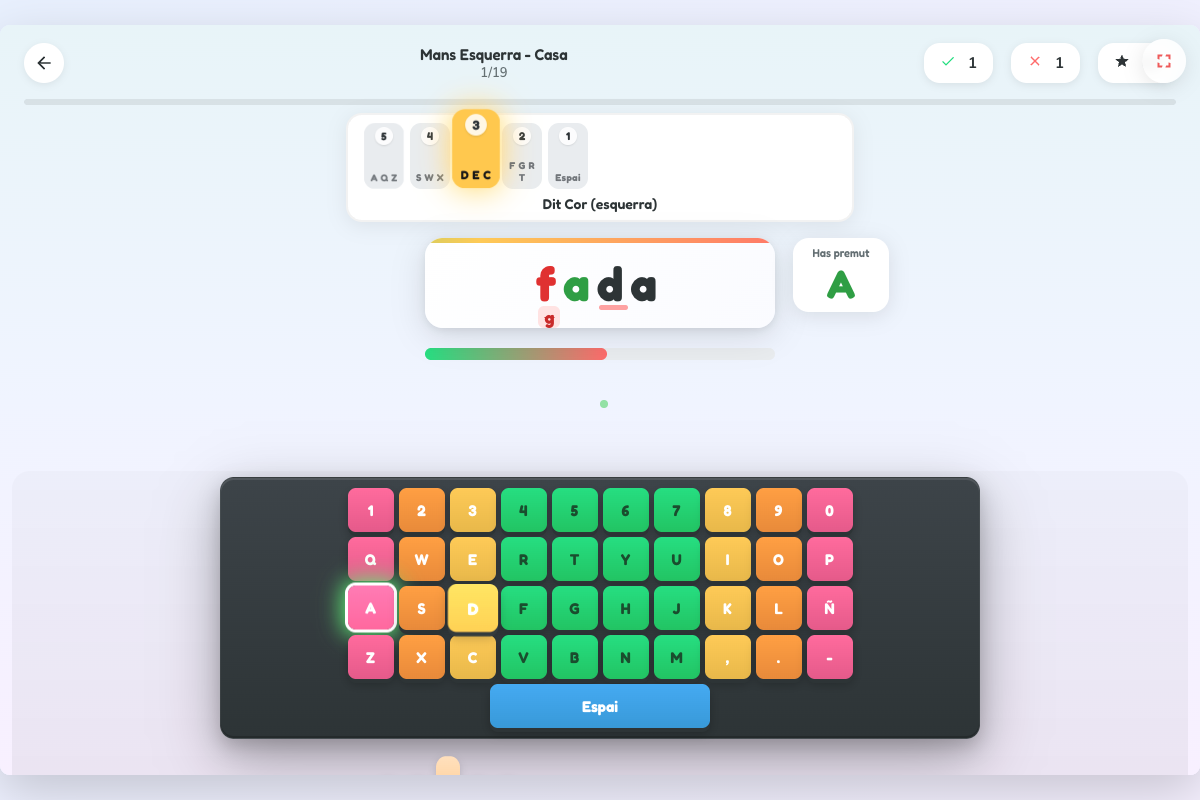 Mans Esquerra - Casa
1/19
1
1
5 4 3 2 1
A Q Z S W X D E C F G R T Espai
Dit Cor (esquerra)
fada
g
Has premut
A
1 2 3 4 5 6 7 8 9 0
Q W E R T Y U I O P
A S D F G H J K L Ñ
Z X C V B N M , . -
Espai